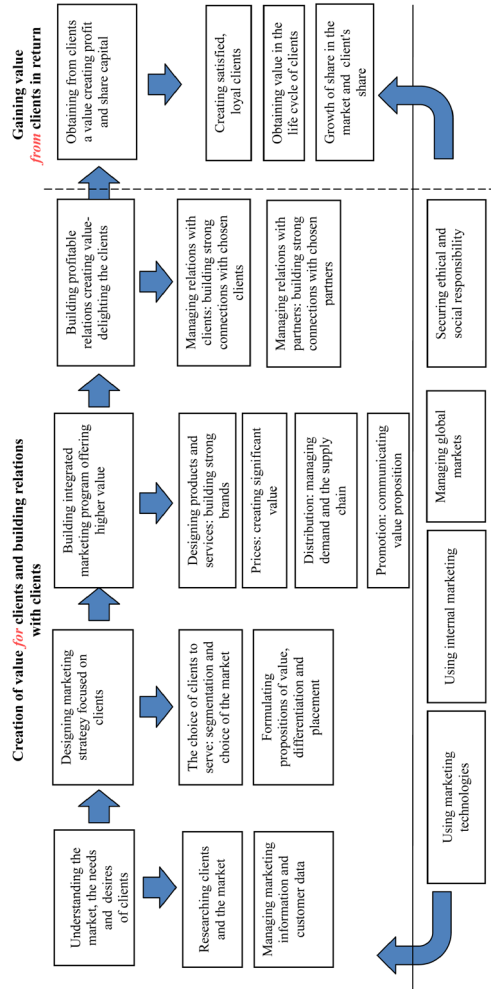 Creation of value for clients and building relations
with clients
Gaining value
from clients in return
Understanding the
market, the needs
and  desires
of clients
Designing marketing
strategy focused on
clients
Building integrated
marketing program offering
higher value
Building profitable
relations creating value-
delighting the clients
Obtaining from clients
a value creating profit
and share capital
Researching clients
and the market
Managing marketing
information and
customer data
The choice of clients to
serve: segmentation and
choice of the market
Formulating
propositions of value,
differentiation and
placement
Designing products and
services: building strong
brands
Prices: creating significant
value
Distribution: managing
demand and the supply
chain
Promotion: communicating
value proposition
Managing relations with
clients: building strong
connections with chosen
clients
Managing relations with
partners: building strong
connections with chosen
partners
Creating satisfied,
loyal clients
Obtaining value in the
life cycle of clients
Growth of share in the
market and  client's
share
Using marketing
technologies
Using internal marketing
Managing global
markets
Securing ethical and
social responsibility